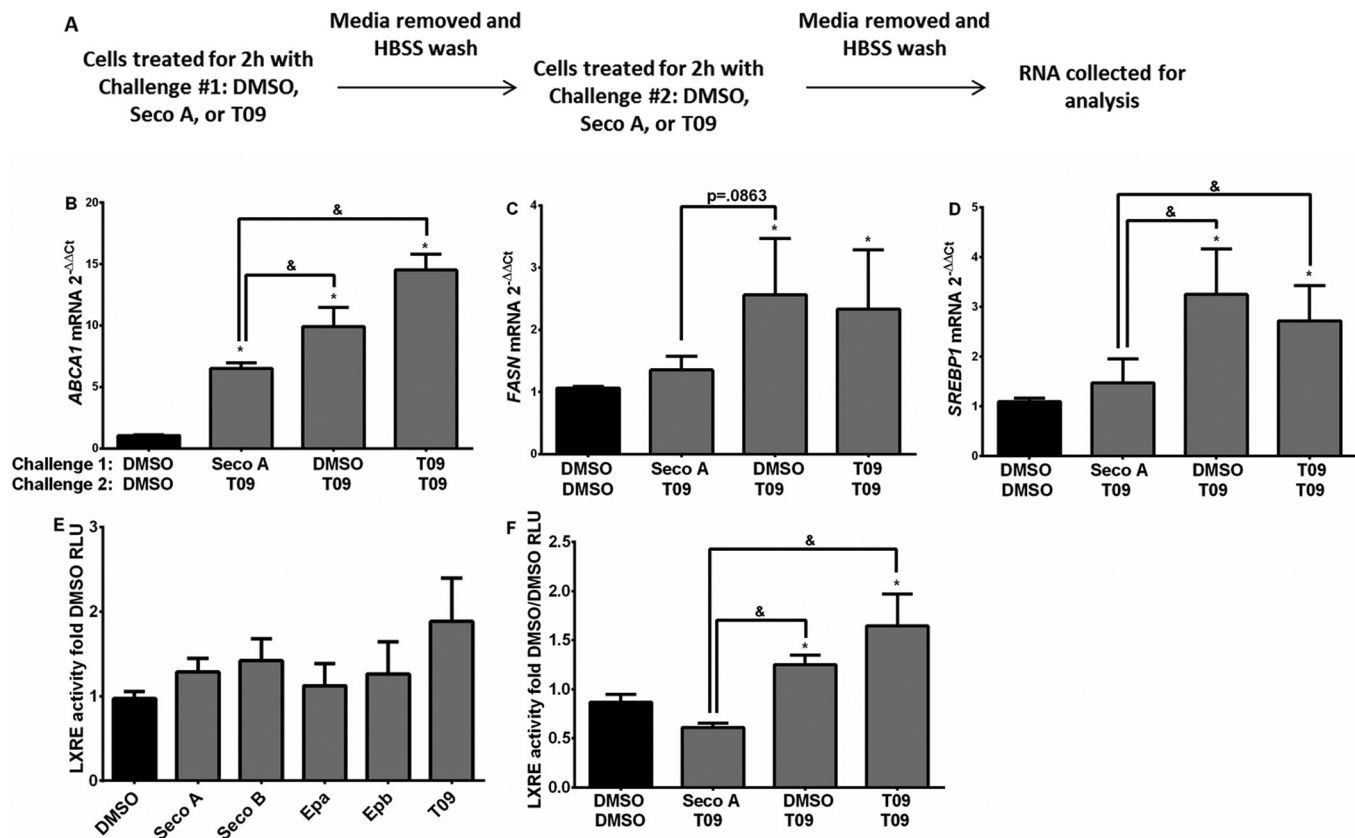 A
Cells treated for 2h with
Challenge #1: DMSO,
Seco A, or T09
Media removed and
HBSS wash
Cells treated for 2h with
Challenge #2: DMSO,
Seco A, or T09
Media removed and
HBSS wash
RNA collected for
analysis
B
ABCA1 mRNA 2-ΔΔCt
20
15
10
5
0
&
&
*
*
*
Challenge 1: DMSO Seco A DMSO T09
Challenge 2: DMSO T09 T09 T09
C
FASN mRNA 2-ΔΔCt
4
3
2
1
0
p=.0863
*
*
DMSO Seco A DMSO T09
DMSO T09 T09 T09
D
SREBP1 mRNA 2-ΔΔCt
5
4
3
2
1
0
&
&
*
*
DMSO Seco A DMSO T09
DMSO T09 T09 T09
E
LXRE activity fold DMSO RLU
3
2
1
0
DMSO Seco A Seco B Epa Epb T09
F
LXRE activity fold DMSO/DMSO RLU
2.5
2.0
1.5
1.0
0.5
0.0
&
&
*
*
DMSO Seco A DMSO T09
DMSO T09 T09 T09